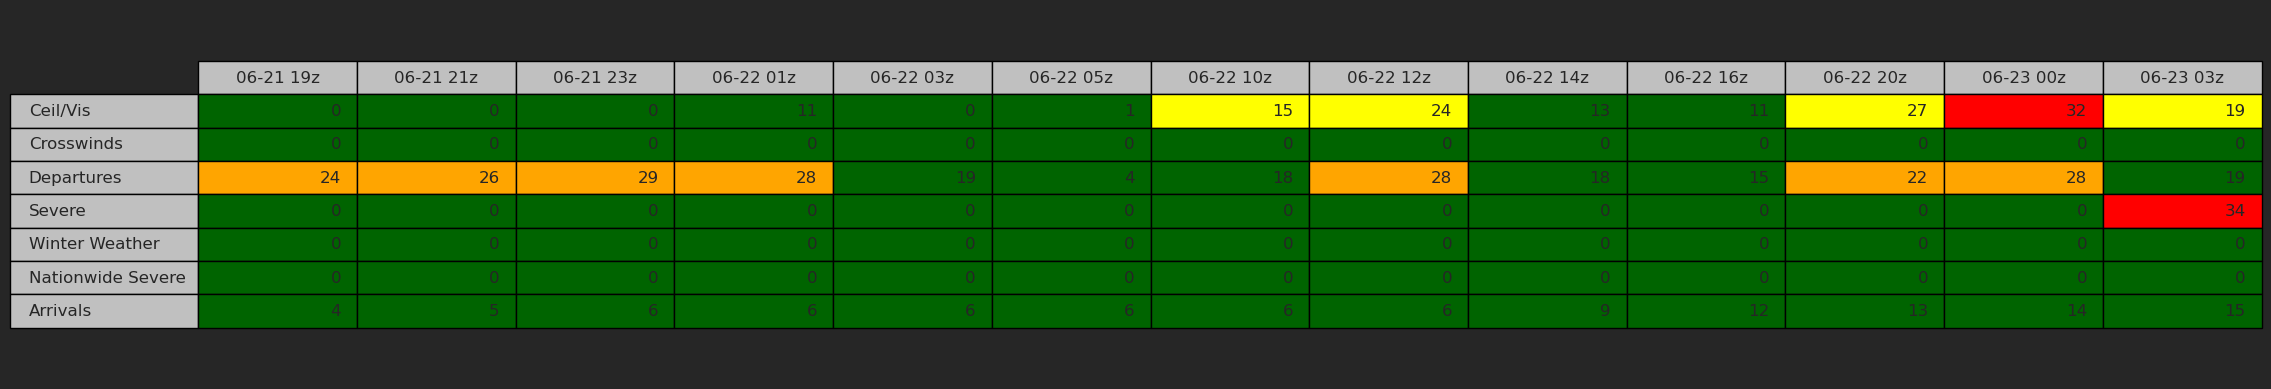 06-21 19z 06-21 21z 06-21 23z 06-22 01z 06-22 03z 06-22 05z 06-22 10z 06-22 12z 06-22 14z 06-22 16z 06-22 20z 06-23 00z 06-23 03z
Ceil/Vis 0 0 0 11 0 1 15 24 13 11 27 32 19
Crosswinds 0 0 0 0 0 0 0 0 0 0 0 0 0
Departures 24 26 29 28 19 4 18 28 18 15 22 28 19
Severe 0 0 0 0 0 0 0 0 0 0 0 0 34
Winter Weather 0 0 0 0 0 0 0 0 0 0 0 0 0
Nationwide Severe 0 0 0 0 0 0 0 0 0 0 0 0 0
Arrivals 4 5 6 6 6 6 6 6 9 12 13 14 15